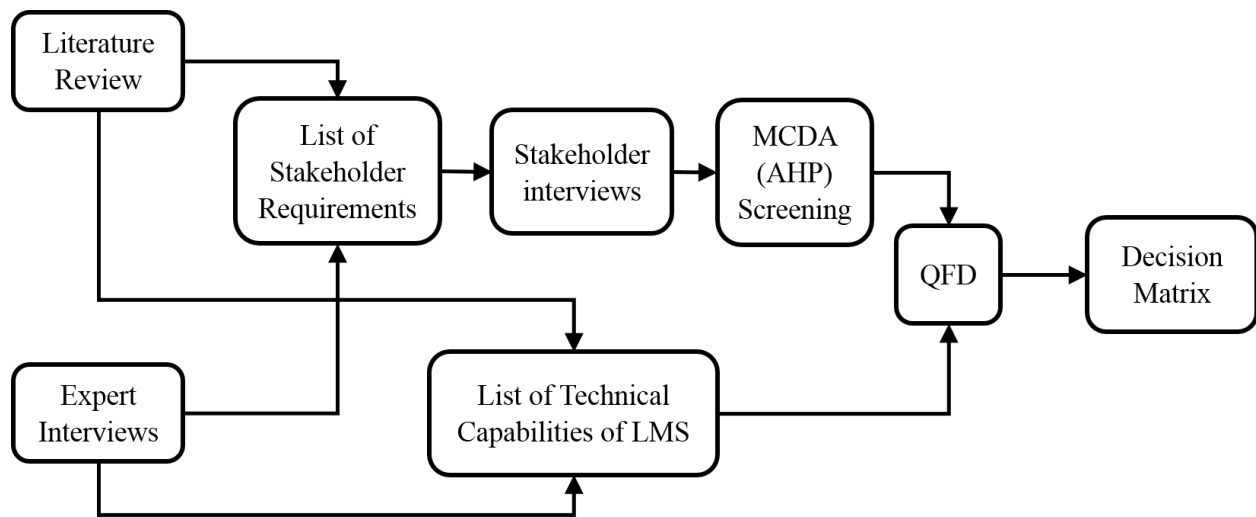 Literature
Review
List of
Stakeholder
Requirements
Stakeholder
interviews
MCDA
(AHP)
Screening
QFD
Decision
Matrix
Expert
Interviews
List of Technical
Capabilities of LMS